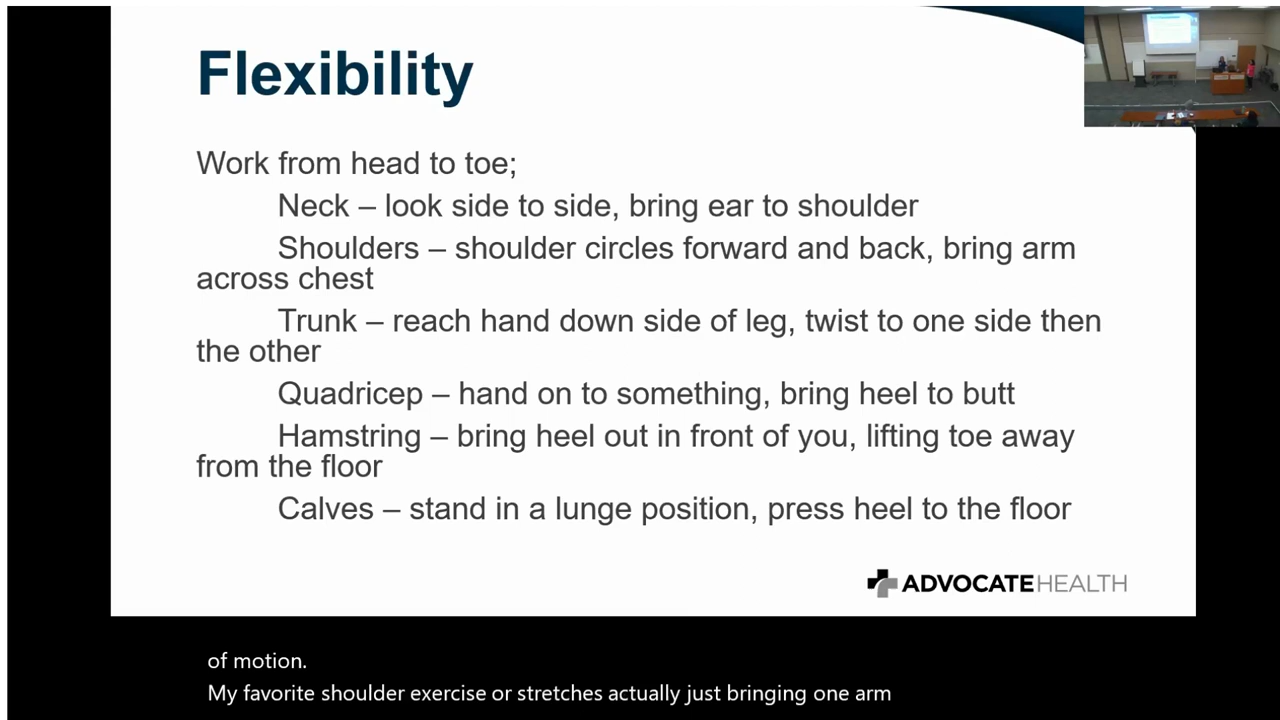 Flexibility
Work from head to toe;
Neck – look side to side, bring ear to shoulder
Shoulders – shoulder circles forward and back, bring arm
across chest
Trunk – reach hand down side of leg, twist to one side then
the other
Quadricep – hand on to something, bring heel to butt
Hamstring – bring heel out in front of you, lifting toe away
from the floor
Calves – stand in a lunge position, press heel to the floor
ADVOCATEHEALTH
of motion.
My favorite shoulder exercise or stretches actually just bringing one arm